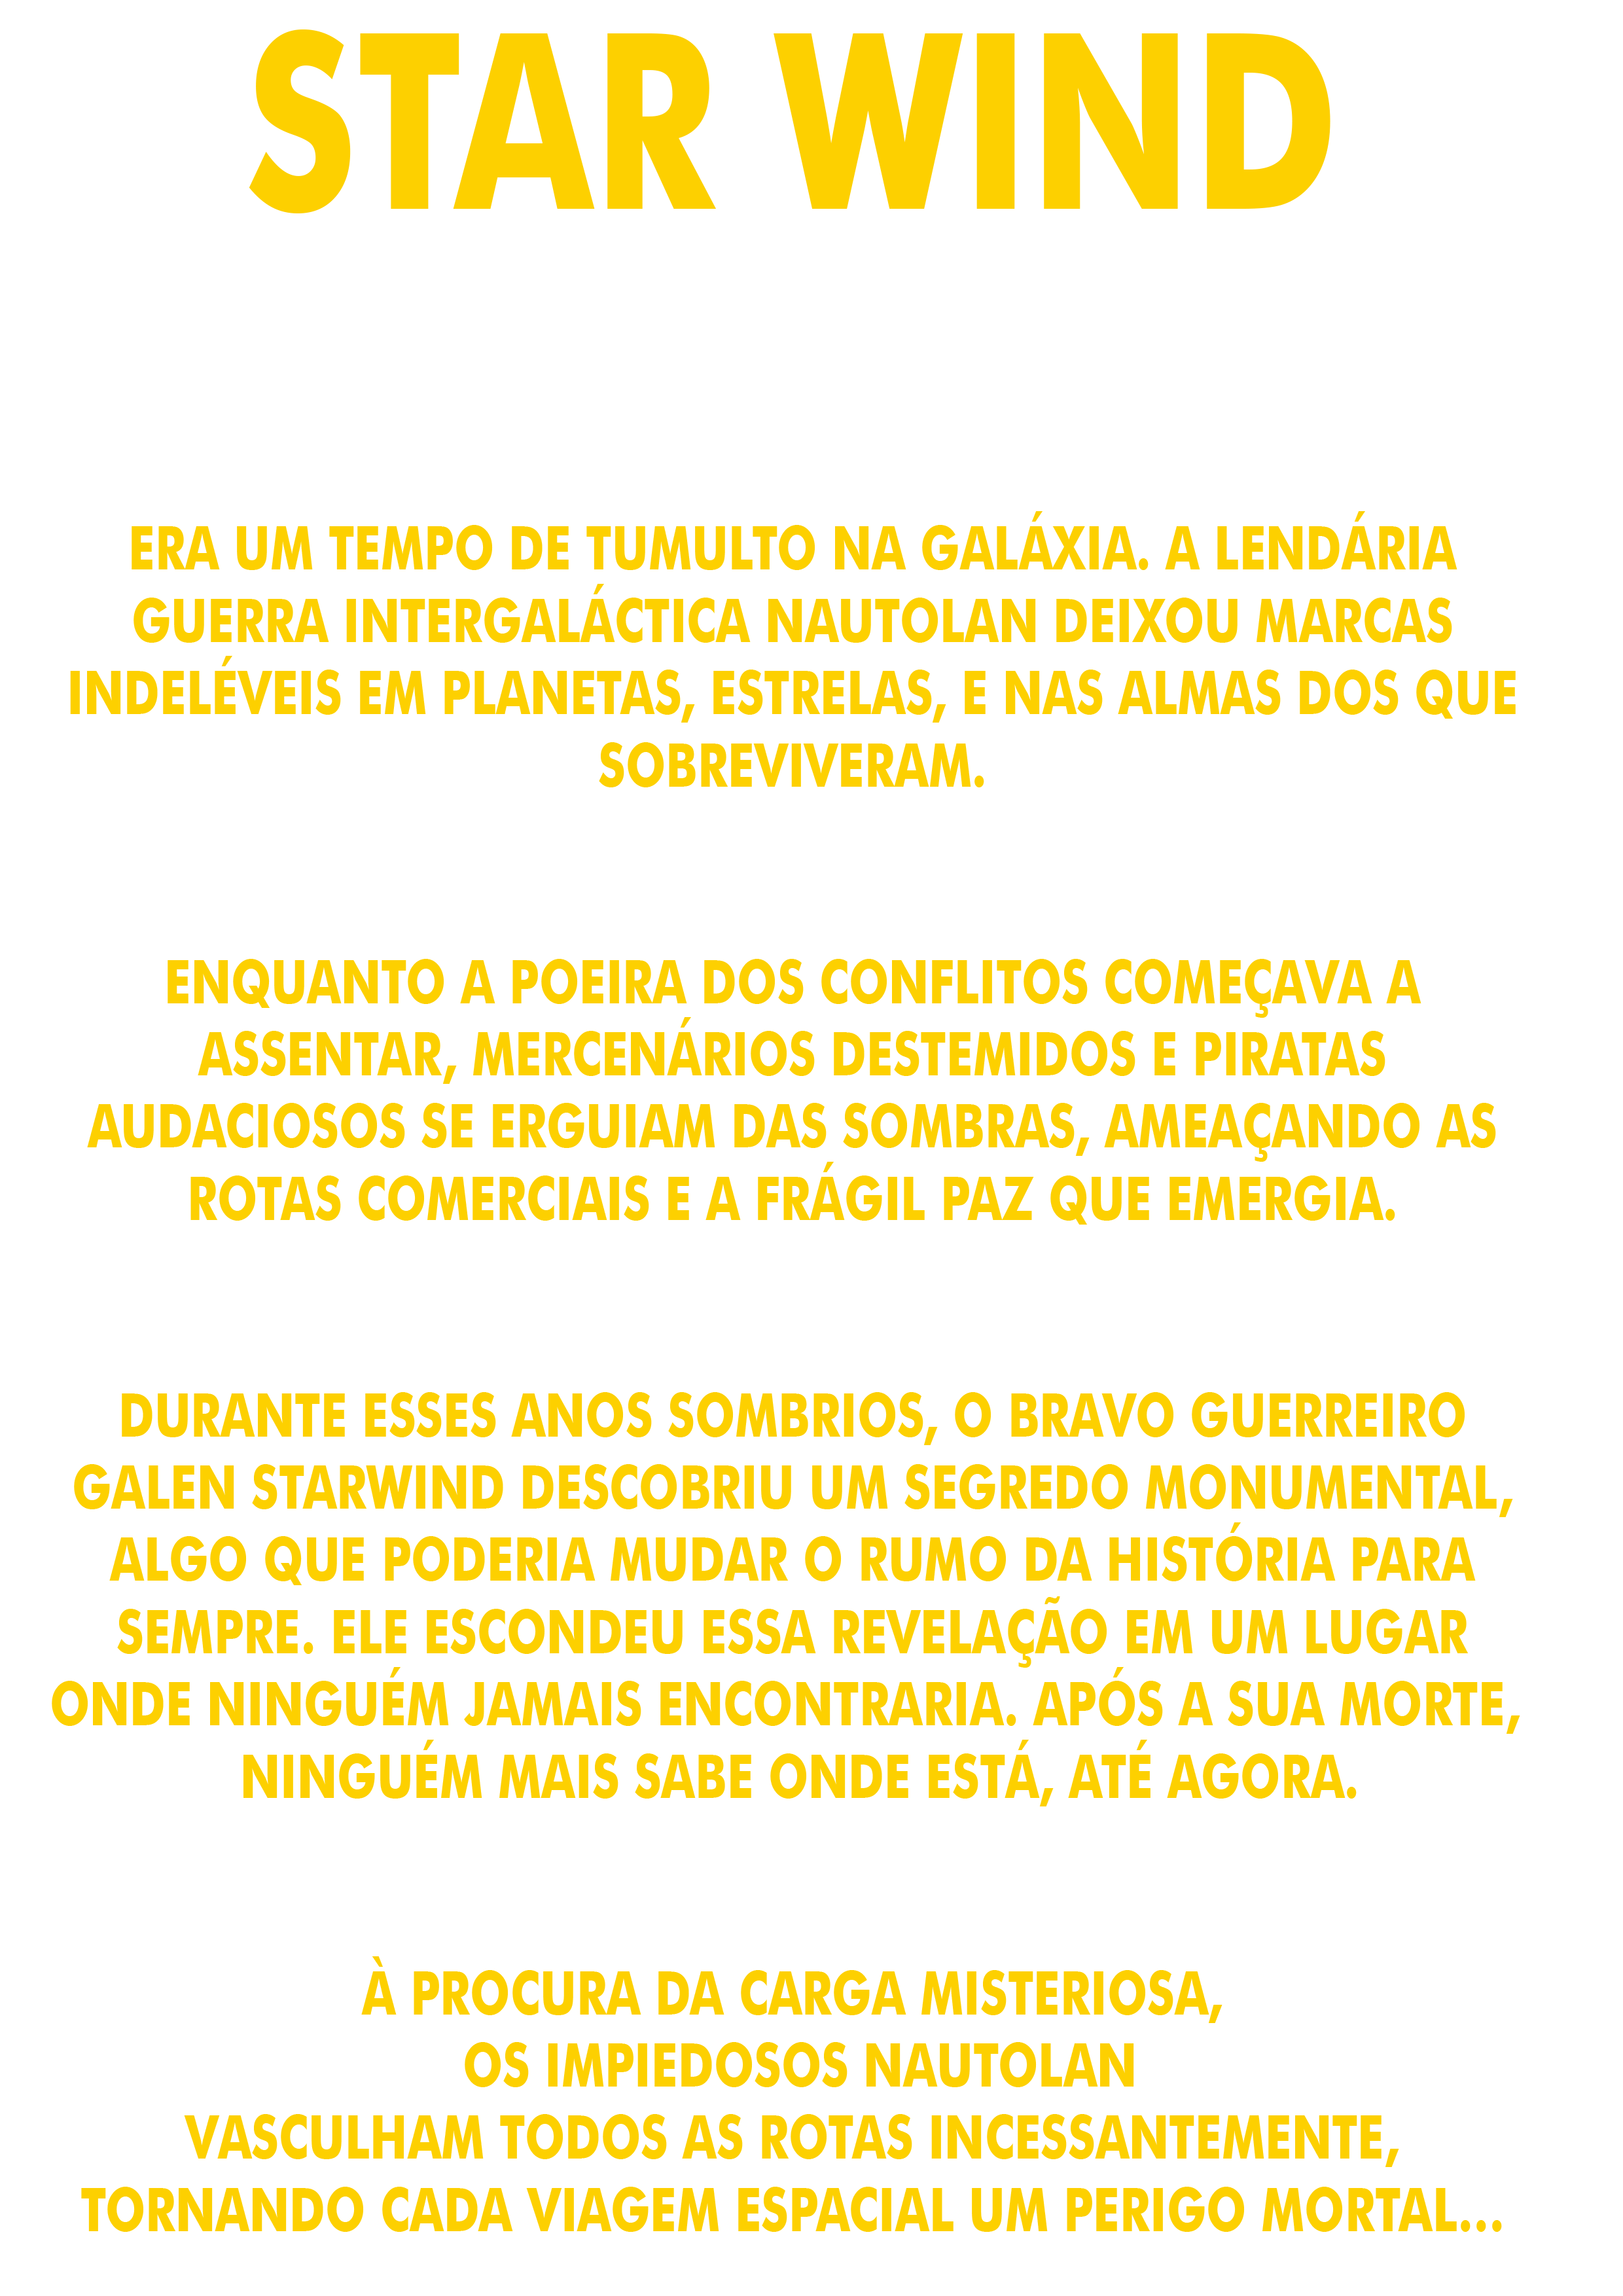 STAR WIND
ERA UM TEMPO DE TUMULTO NA GALÁXIA. A LENDÁRIA
GUERRA INTERGALÁCTICA NAUTOLAN DEIXOU MARCAS
INDELÉVEIS EM PLANETAS, ESTRELAS, E NAS ALMAS DOS QUE
SOBREVIVERAM.
ENQUANTO A POEIRA DOS CONFLITOS COMEÇAVA A
ASSENTAR, MERCENÁRIOS DESTEMIDOS E PIRATAS
AUDACIOSOS SE ERGUIAM DAS SOMBRAS, AMEAÇANDO AS
ROTAS COMERCIAIS E A FRÁGIL PAZ QUE EMERGIA.
DURANTE ESSES ANOS SOMBRIOS, O BRAVO GUERREIRO
GALEN STARWIND DESCOBRIU UM SEGREDO MONUMENTAL,
ALGO QUE PODERIA MUDAR O RUMO DA HISTÓRIA PARA
SEMPRE. ELE ESCONDEU ESSA REVELAÇÃO EM UM LUGAR
ONDE NINGUÉM JAMAIS ENCONTRARIA. APÓS A SUA MORTE,
NINGUÉM MAIS SABE ONDE ESTÁ, ATÉ AGORA.
À PROCURA DA CARGA MISTERIOSA,
OS IMPIEDOSOS NAUTOLAN
VASCULHAM TODOS AS ROTAS INCESSANTEMENTE,
TORNANDO CADA VIAGEM ESPACIAL UM PERIGO MORTAL...